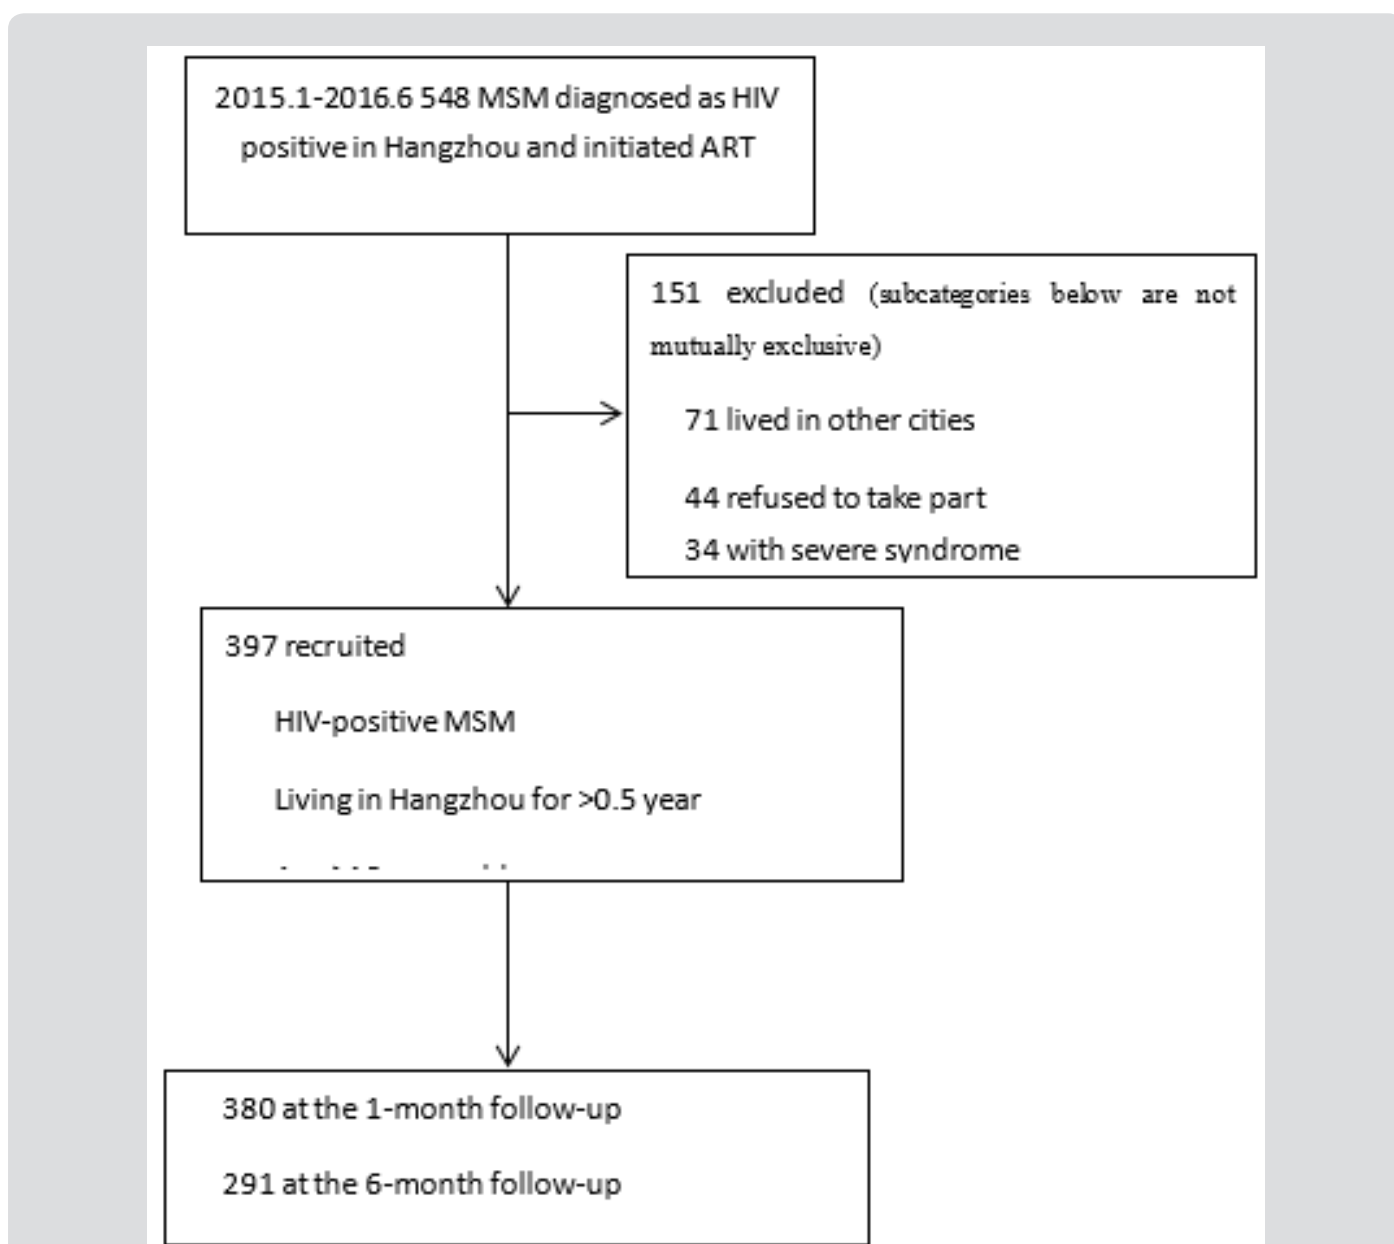 2015.1-2016.6 548 MSM diagnosed as HIV
positive in Hangzhou and initiated ART
151 excluded (subcategories below are not
mutually exclusive)
71 lived in other cities
44 refused to take part
34 with severe syndrome
397 recruited
HIV-positive MSM
Living in Hangzhou for >0.5 year
380 at the 1-month follow-up
291 at the 6-month follow-up